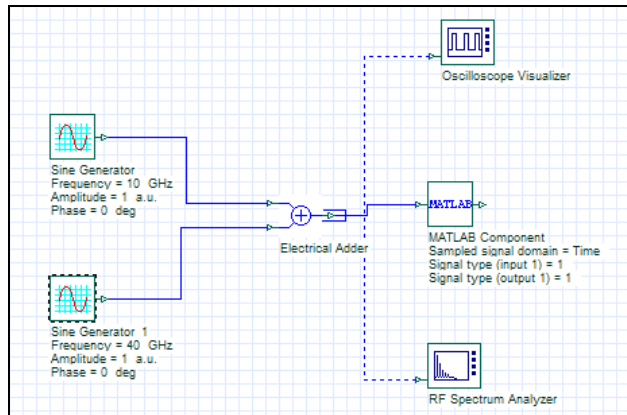 Oscilloscope Visualizer
Sine Generator
Frequency = 10 GHz
Amplitude = 1 a.u.
Phase = 0 deg
MATLAB
Electrical Adder
MATLAB Component
Sampled signal domain = Time
Signal type (input 1) = 1
Signal type (output 1) = 1
Sine Generator 1
Frequency = 40 GHz
Amplitude = 1 a.u.
Phase = 0 deg
RF Spectrum Analyzer